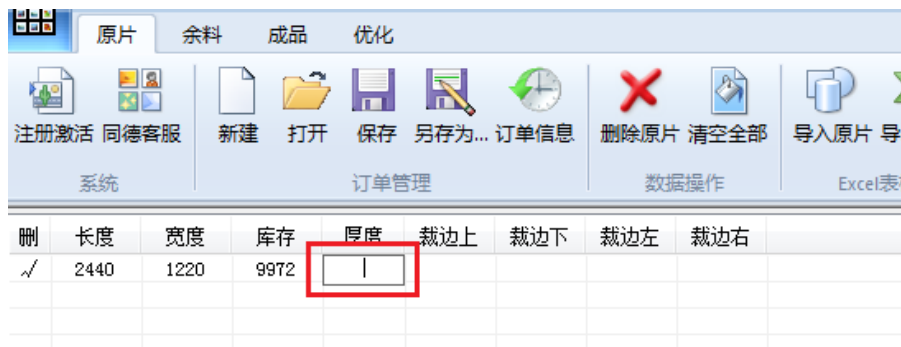 原片 余料 成品 优化
注册激活 同德客服 新建 打开 保存 另存为... 订单信息 删除原片 清空全部 导入原片 导
系统 订单管理 数据操作 Excel表
删 长度 宽度 库存 厚度 裁边上 裁边下 裁边左 裁边右
√ 2440 1220 9972